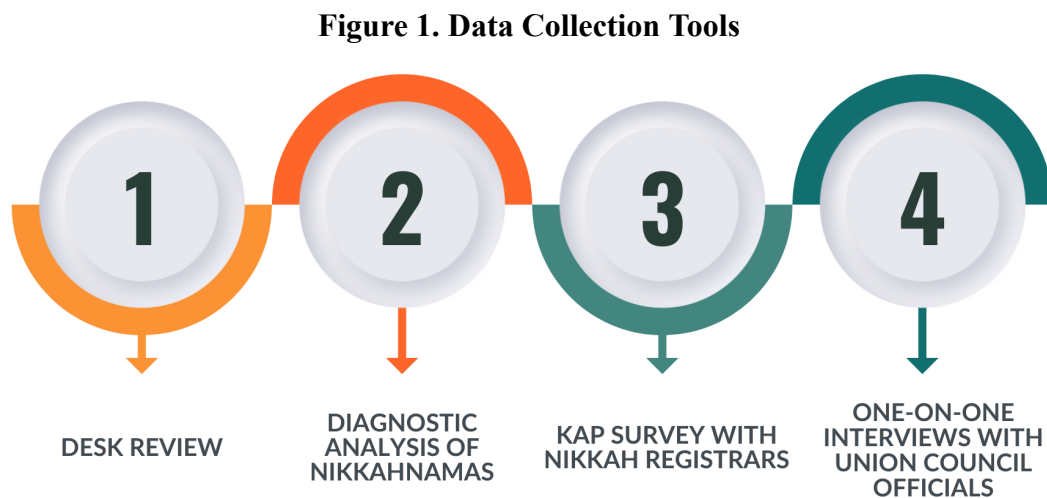 Figure 1. Data Collection Tools
1
2
3
4
DESK REVIEW
DIAGNOSTIC
ANALYSIS OF
NIKKAHNAMAS
KAP SURVEY WITH
NIKKAH REGISTRARS
ONE-ON-ONE
INTERVIEWS WITH
UNION COUNCIL
OFFICIALS